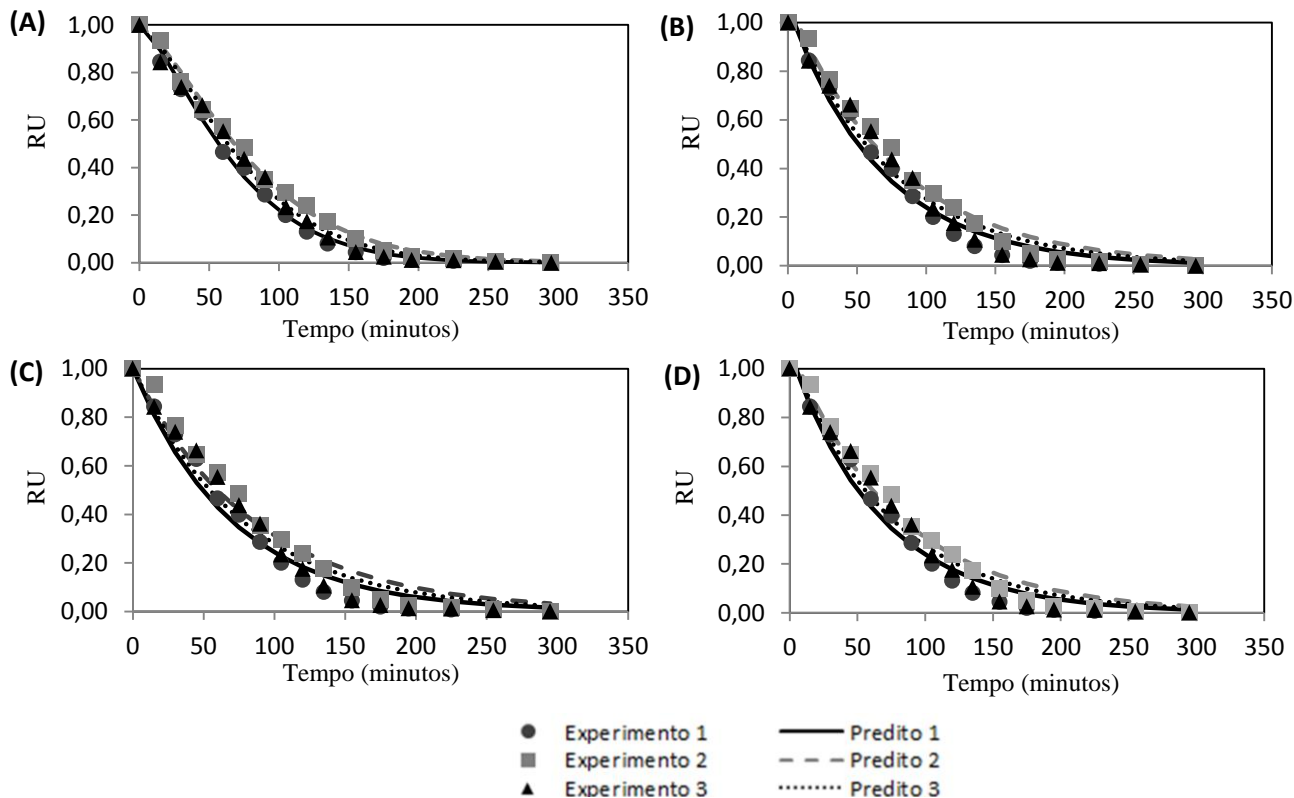 (A)
RU
1,00
0,80
0,60
0,40
0,20
0,00
0 50 100 150 200 250 300 350
Tempo (minutos)
(B)
RU
1,00
0,80
0,60
0,40
0,20
0,00
0 50 100 150 200 250 300 350
Tempo (minutos)
(C)
RU
1,00
0,80
0,60
0,40
0,20
0,00
0 50 100 150 200 250 300 350
Tempo (minutos)
(D)
RU
1,00
0,80
0,60
0,40
0,20
0,00
0 50 100 150 200 250 300 350
Tempo (minutos)
Experimento 1 Predito 1
Experimento 2 Predito 2
Experimento 3 Predito 3